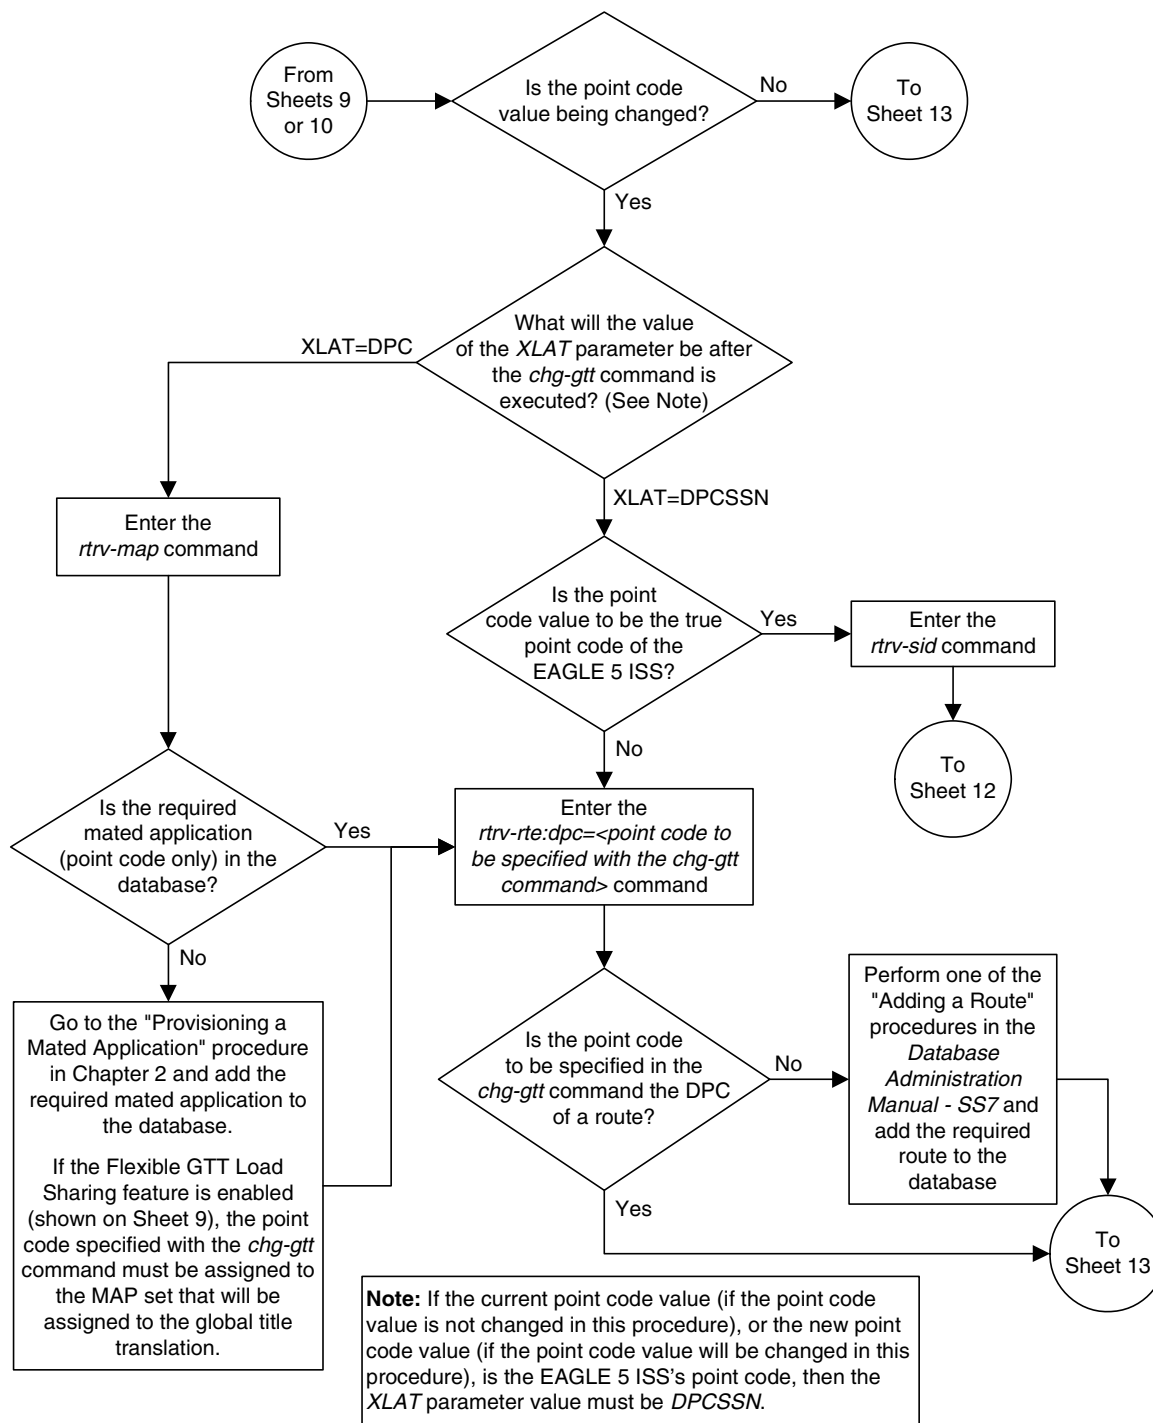 From
Sheets 9
or 10
Is the point code
value being changed?
No
To
Sheet 13
Yes
What will the value
of the XLAT parameter be after
the chg-gtt command is
executed? (See Note)
XLAT=DPC
XLAT=DPCSSN
Enter the
rtrv-map command
Is the point
code value to be the true
point code of the
EAGLE 5 ISS?
Yes
Enter the
rtrv-sid command
To
Sheet 12
No
Is the required
mated application
(point code only) in the
database?
Yes
Enter the
rtrv-rte:dpc=<point code to
be specified with the chg-gtt
command> command
No
Go to the "Provisioning a
Mated Application" procedure
in Chapter 2 and add the
required mated application to
the database.
If the Flexible GTT Load
Sharing feature is enabled
(shown on Sheet 9), the point
code specified with the chg-gtt
command must be assigned to
the MAP set that will be
assigned to the global title
translation.
Is the point code
to be specified in the
chg-gtt command the DPC
of a route?
No
Perform one of the
"Adding a Route"
procedures in the
Database
Administration
Manual - SS7 and
add the required
route to the
database
Yes
To
Sheet 13
Note: If the current point code value (if the point code
value is not changed in this procedure), or the new point
code value (if the point code value will be changed in this
procedure), is the EAGLE 5 ISS's point code, then the
XLAT parameter value must be DPCSSN.